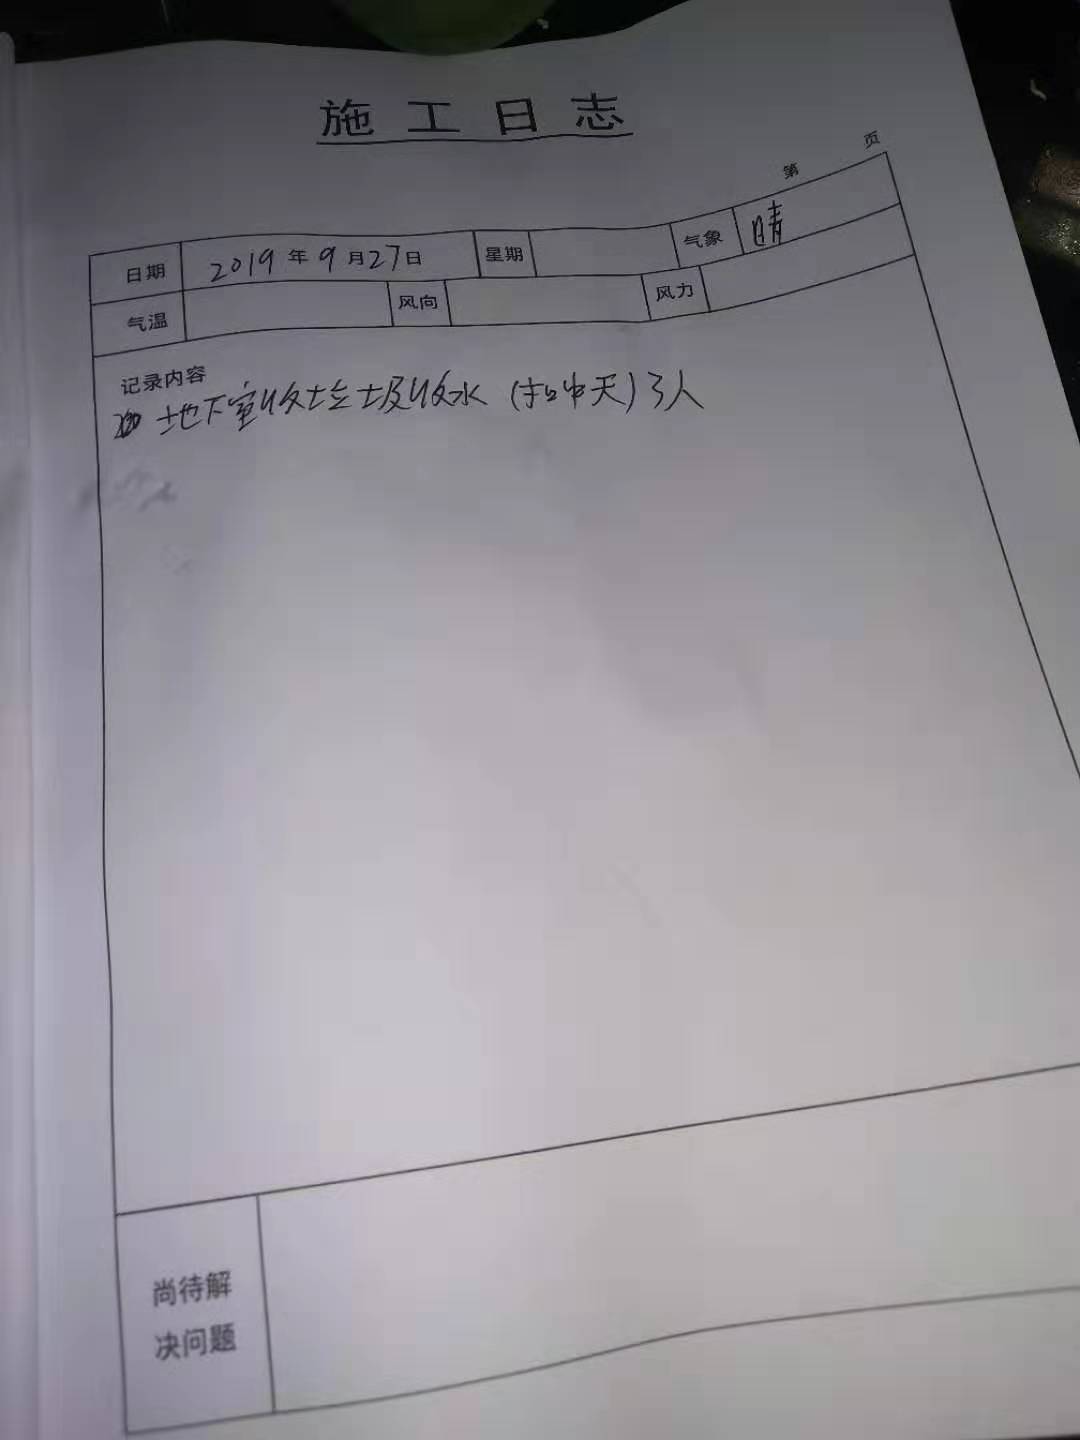 施工日志
第 页
日期 2019年9月27日 星期 气象 晴
气温 风向 风力
记录内容
地下室收垃圾收水 (扣中天) 3人
尚待解
决问题